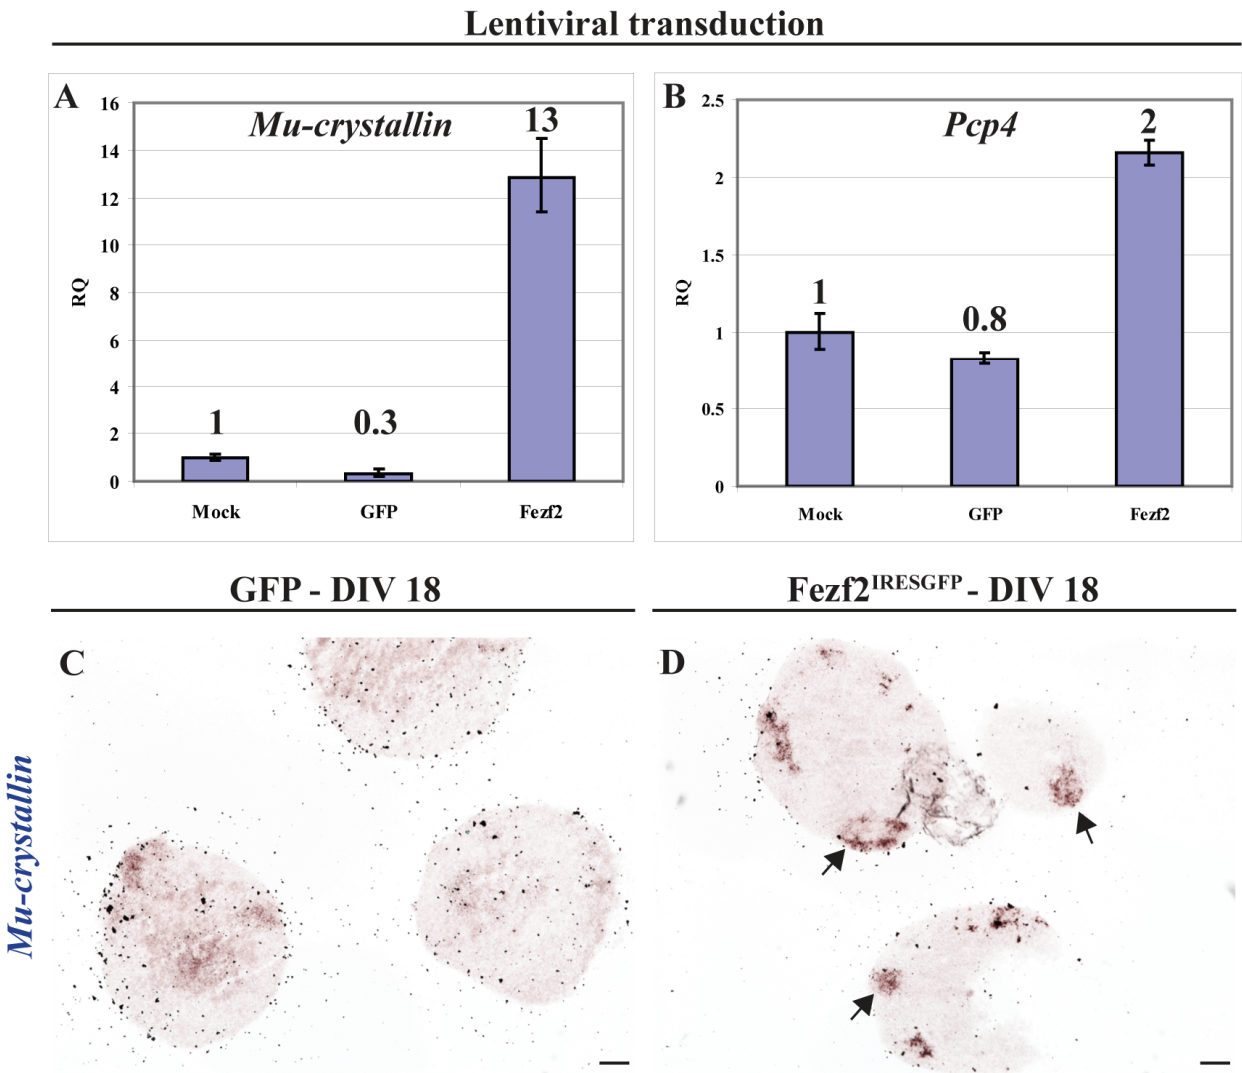 Lentiviral transduction
A
Mu-crystallin
16
14
12
10
8
6
4
2
0
RQ
1
0.3
13
Mock
GFP
Fezf2
B
Pcp4
2.5
2
1.5
1
0.5
0
RQ
1
0.8
2
Mock
GFP
Fezf2
GFP - DIV 18
Fezf2IRESGFP - DIV 18
Mu-crystallin
C
D